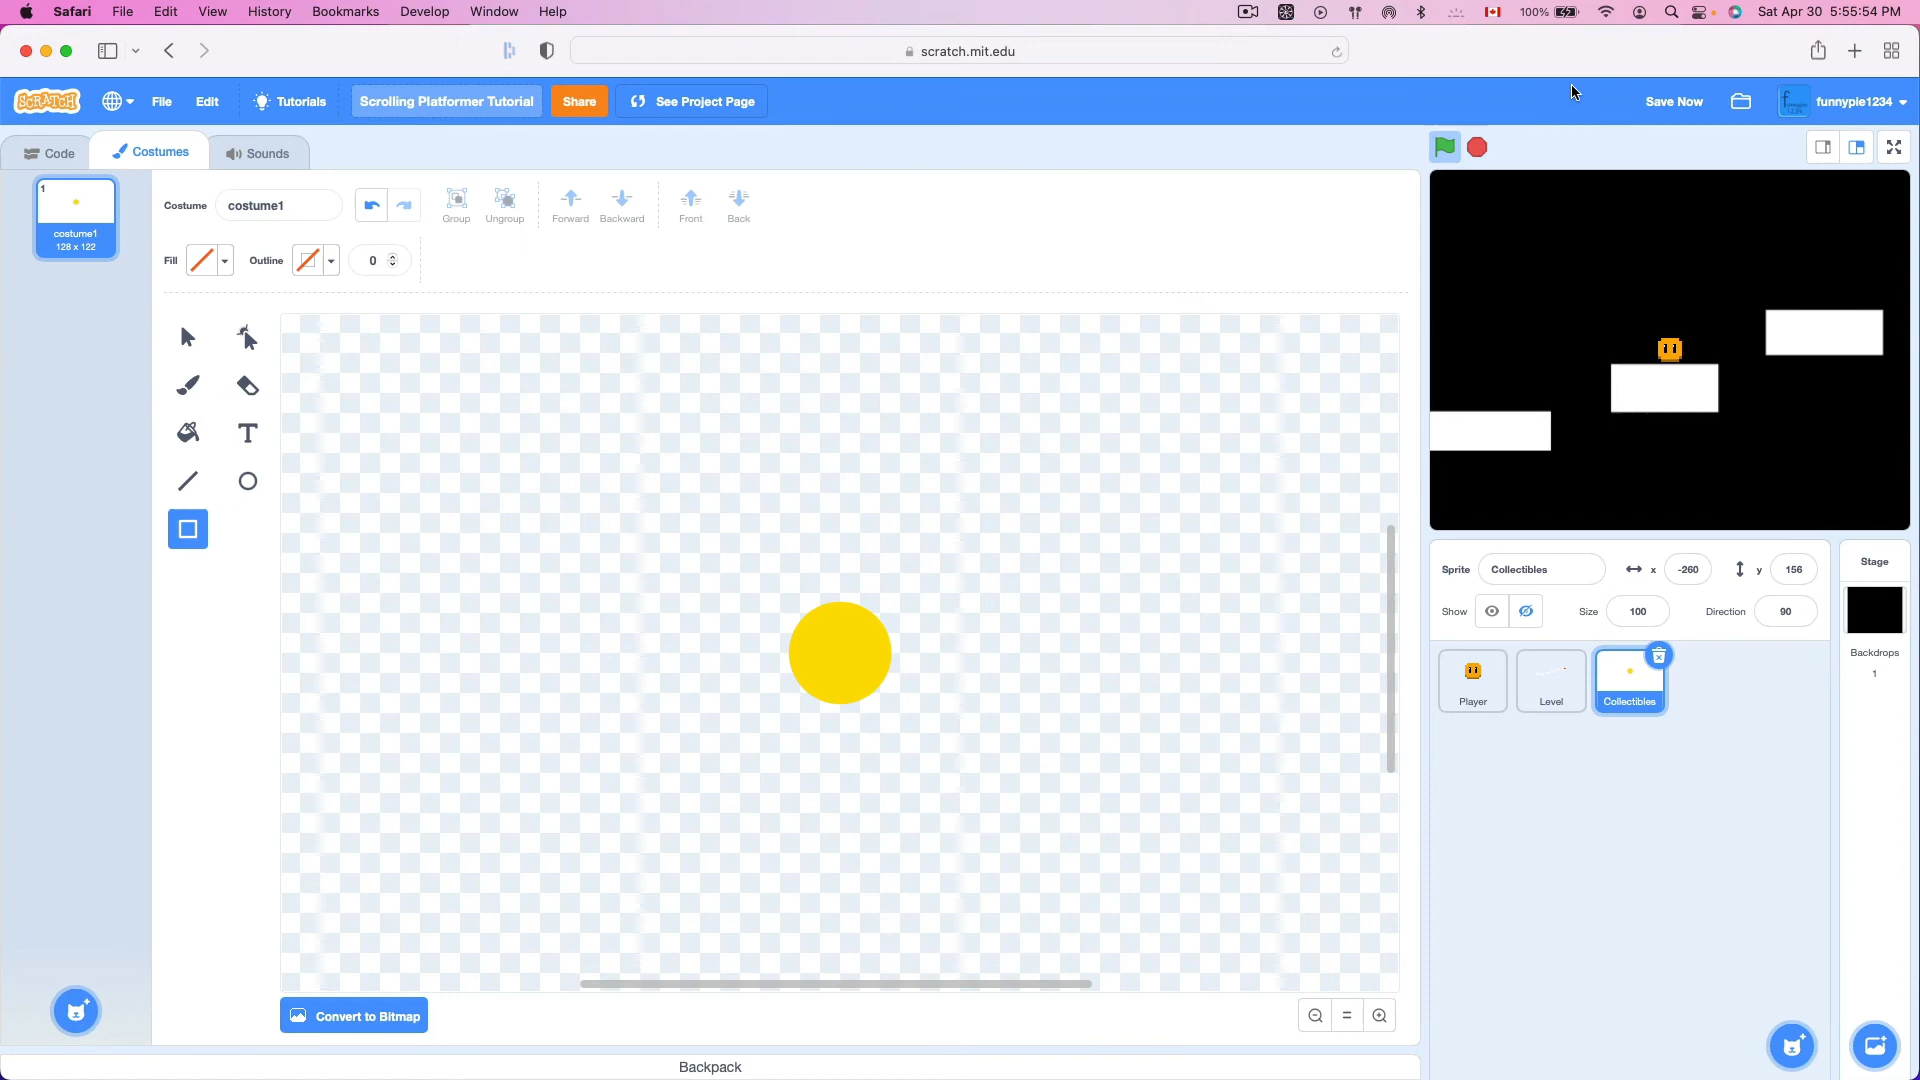 Safari File Edit View History Bookmarks Develop Window Help 100% Sat Apr 30 5:55:54 PM
scratch.mit.edu
SCRATCH File Edit Tutorials Scrolling Platformer Tutorial Share See Project Page Save Now funnypie1234
Code Costumes Sounds
1
costume1
128 x 122
Costume costume1 Group Ungroup Forward Backward Front Back
Fill Outline 0
T
Convert to Bitmap
Backpack
Sprite Collectibles x -260 y 156
Show Size 100 Direction 90
Player Level Collectibles
Stage
Backdrops
1